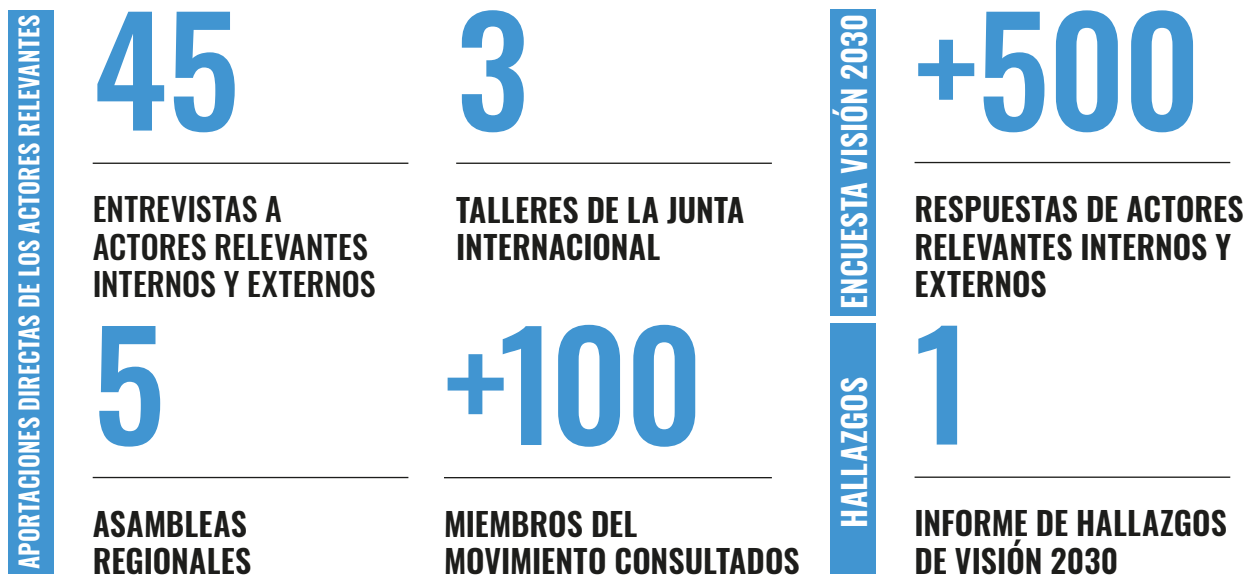 APORTACIONES DIRECTAS DE LOS ACTORES RELEVANTES
45
ENTREVISTAS A
ACTORES RELEVANTES
INTERNOS Y EXTERNOS
3
TALLERES DE LA JUNTA
INTERNACIONAL
5
ASAMBLEAS
REGIONALES
+100
MIEMBROS DEL
MOVIMIENTO CONSULTADOS
ENCUESTA VISIÓN 2030
+500
RESPUESTAS DE ACTORES
RELEVANTES INTERNOS Y
EXTERNOS
HALLAZGOS
1
INFORME DE HALLAZGOS
DE VISIÓN 2030